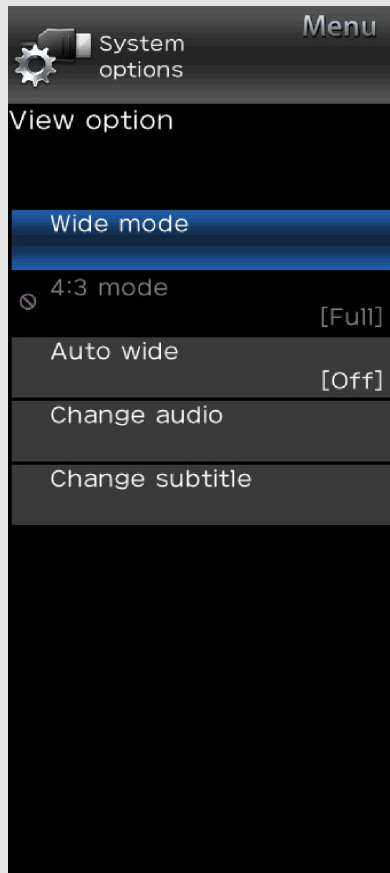 Menu
System
options
View option
Wide mode
4:3 mode
[Full]
Auto wide
[Off]
Change audio
Change subtitle